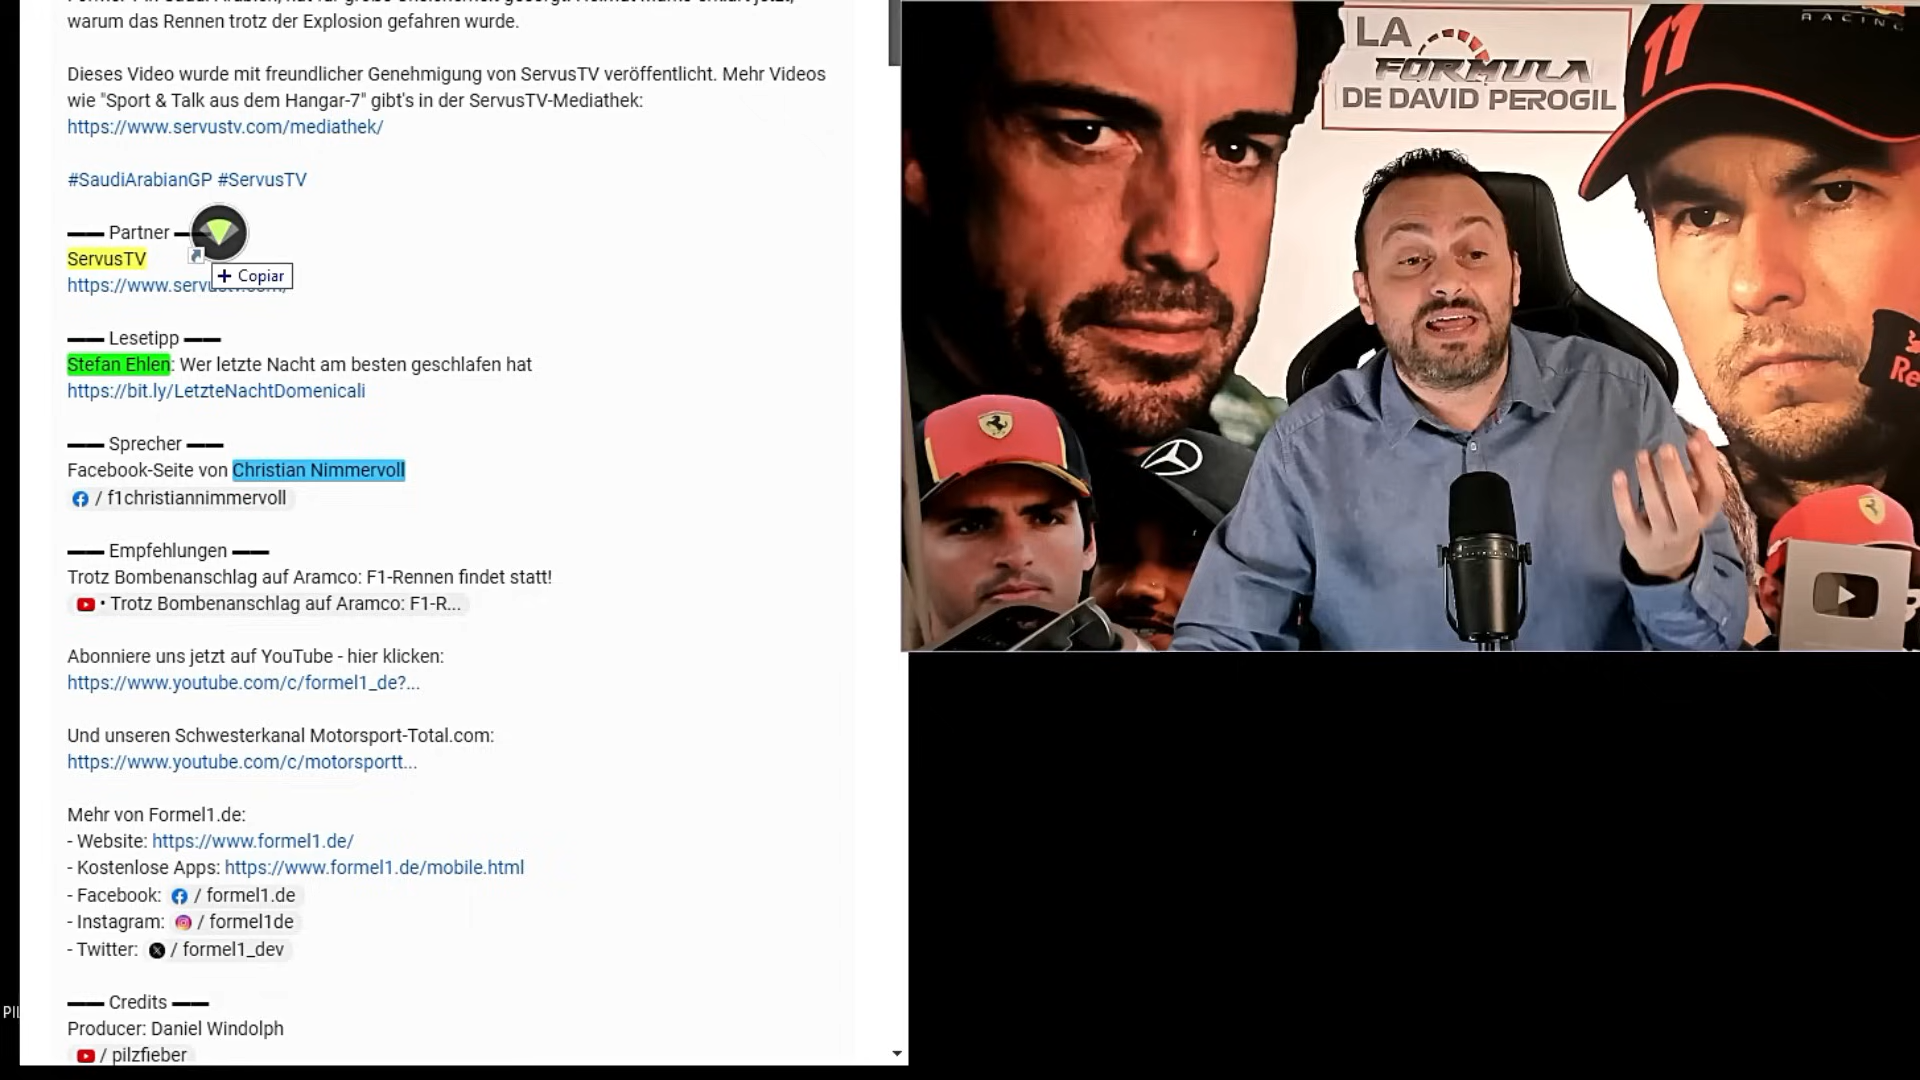 warum das Rennen trotz der Explosion gefahren wurde.
Dieses Video wurde mit freundlicher Genehmigung von ServusTV veröffentlicht. Mehr Videos
wie "Sport & Talk aus dem Hangar-7" gibt's in der ServusTV-Mediathek:
https://www.servustv.com/mediathek/
#SaudiArabianGP #ServusTV
▬▬ Partner
ServusTV
+ Copiar
▬▬ Lesetipp ▬▬
Stefan Ehlen: Wer letzte Nacht am besten geschlafen hat
https://bit.ly/LetzteNachtDomenicali
▬▬ Sprecher ▬▬
Facebook-Seite von Christian Nimmervoll
/ f1christiannimmervoll
▬▬ Empfehlungen ▬▬
Trotz Bombenanschlag auf Aramco: F1-Rennen findet statt!
• Trotz Bombenanschlag auf Aramco: F1-R...
Abonniere uns jetzt auf YouTube - hier klicken:
https://www.youtube.com/c/formel1_de?...
Und unseren Schwesterkanal Motorsport-Total.com:
https://www.youtube.com/c/motorsportt...
Mehr von Formel1.de:
- Website: https://www.formel1.de/
- Kostenlose Apps: https://www.formel1.de/mobile.html
- Facebook: / formel1.de
- Instagram: / formel1de
- Twitter: / formel1_dev
▬▬ Credits ▬▬
Producer: Daniel Windolph
/ pilzfieber
LA
FORMULA
DE DAVID PEROGIL
RACING
11
Re